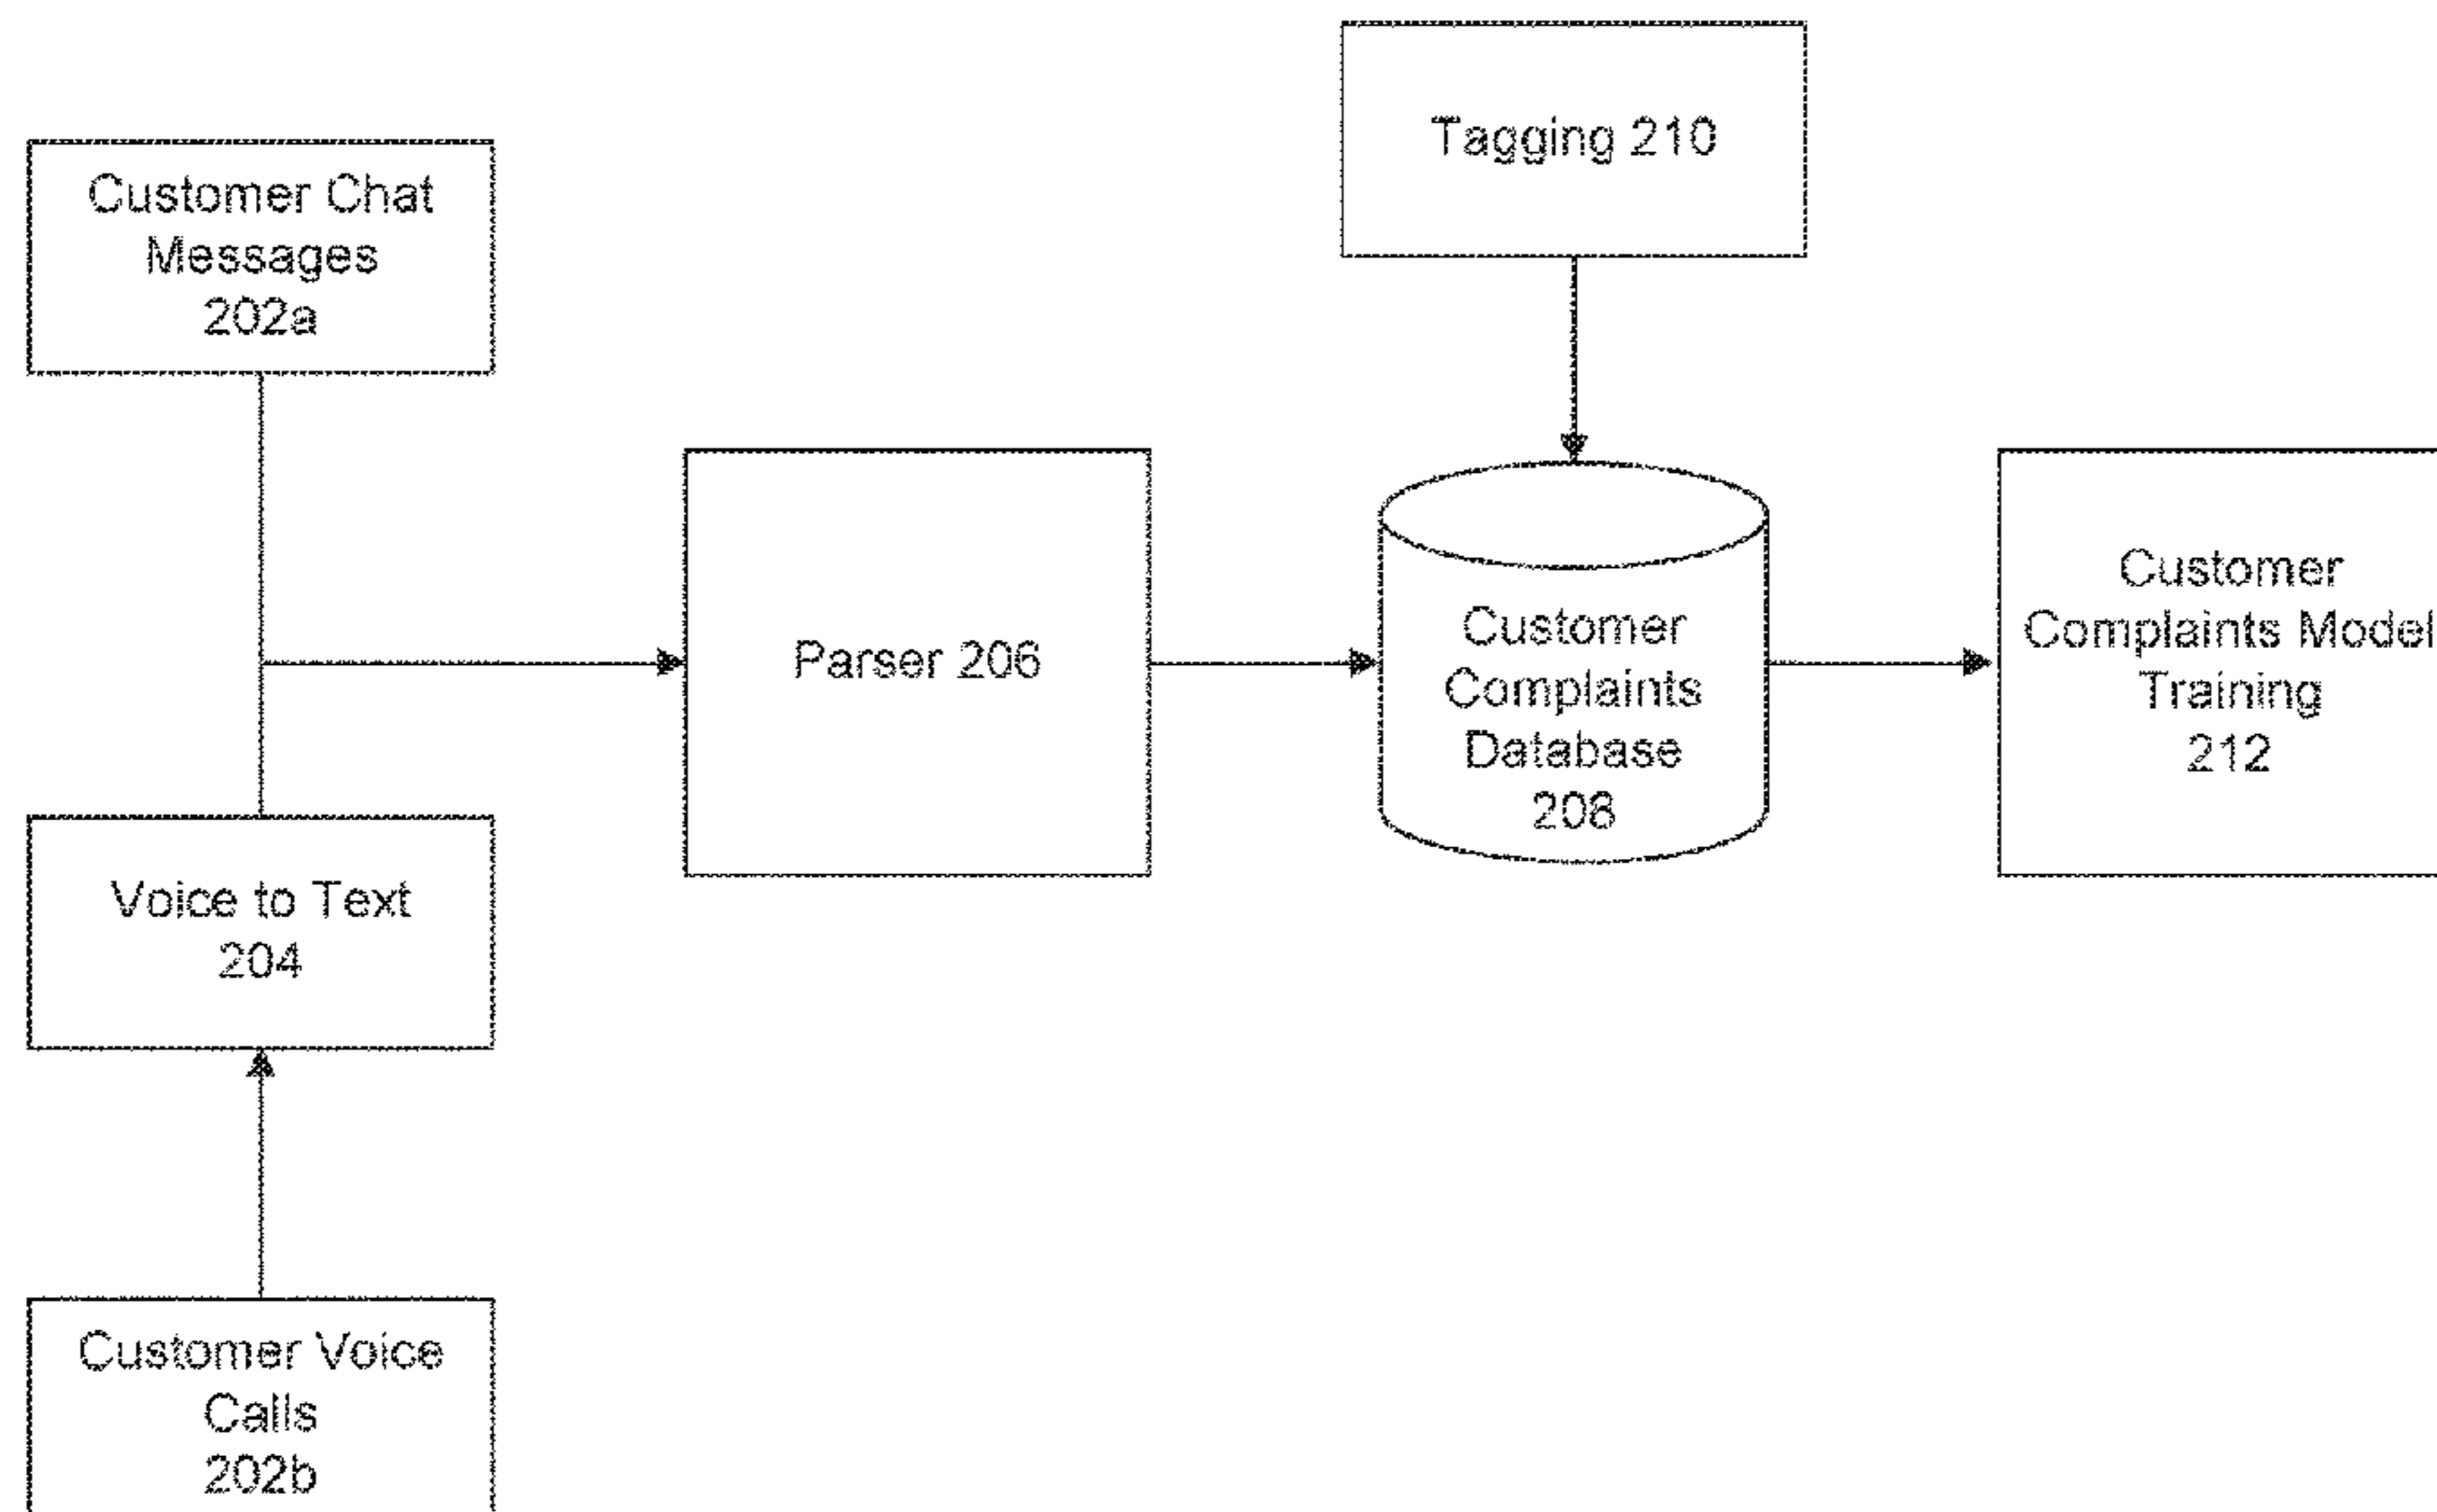 Tagging 210
Customer Chat
Messages
202a
Parser 206
Customer
Complaints
Database
208
Customer
Complaints Model
Training
212
Voice to Text
204
Customer Voice
Calls
202b